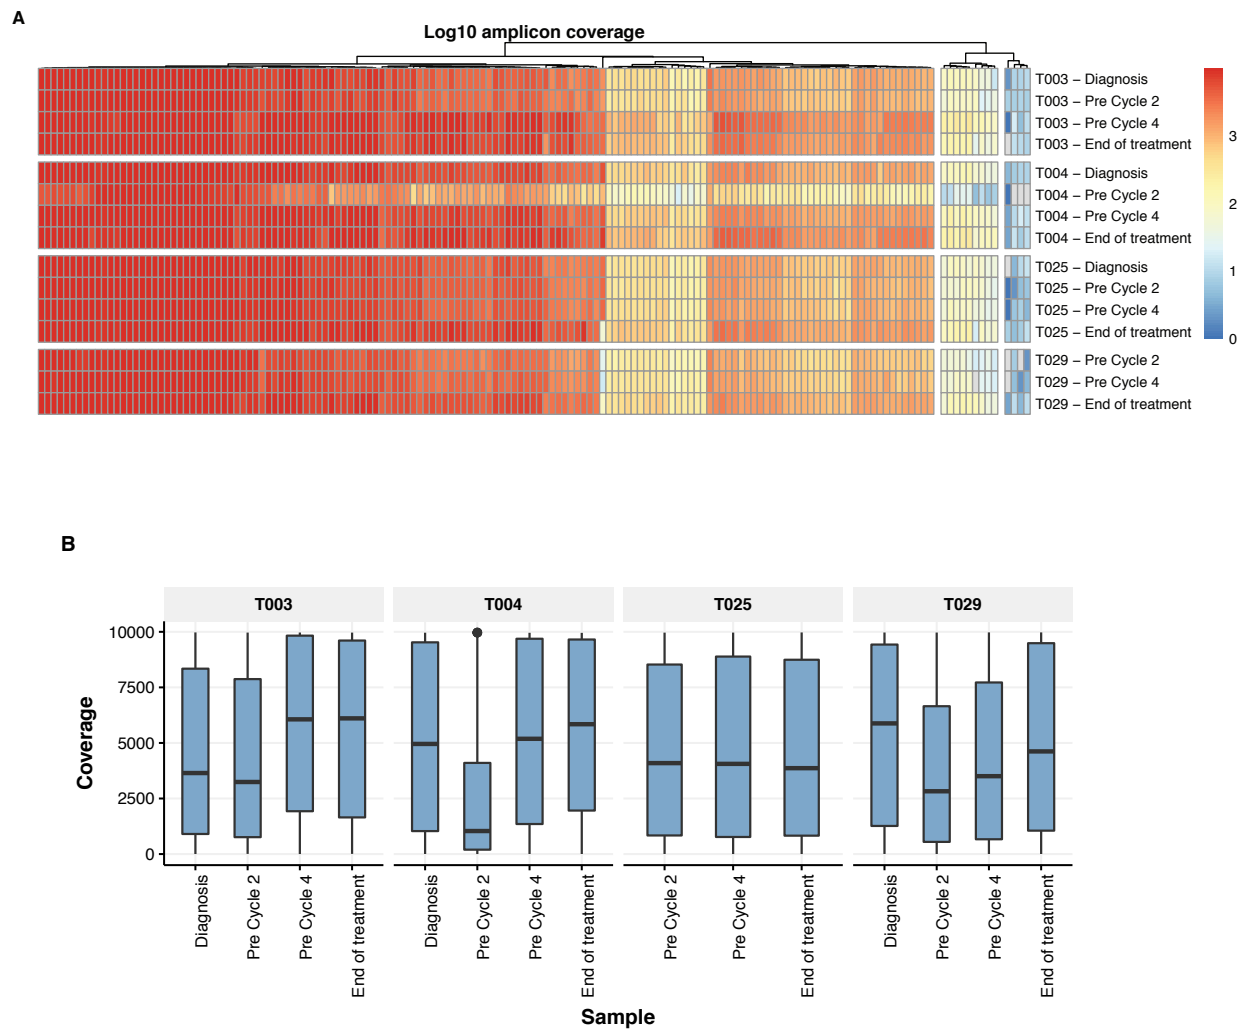 A
Log10 amplicon coverage
T003 – Diagnosis
T003 – Pre Cycle 2
T003 – Pre Cycle 4
T003 – End of treatment
T004 – Diagnosis
T004 – Pre Cycle 2
T004 – Pre Cycle 4
T004 – End of treatment
T025 – Diagnosis
T025 – Pre Cycle 2
T025 – Pre Cycle 4
T025 – End of treatment
T029 – Pre Cycle 2
T029 – Pre Cycle 4
T029 – End of treatment
3
2
1
0
B
T003 T004 T025 T029
Coverage
10000
7500
5000
2500
0
Diagnosis
Pre Cycle 2
Pre Cycle 4
End of treatment
Diagnosis
Pre Cycle 2
Pre Cycle 4
End of treatment
Pre Cycle 2
Pre Cycle 4
End of treatment
Diagnosis
Pre Cycle 2
Pre Cycle 4
End of treatment
Sample